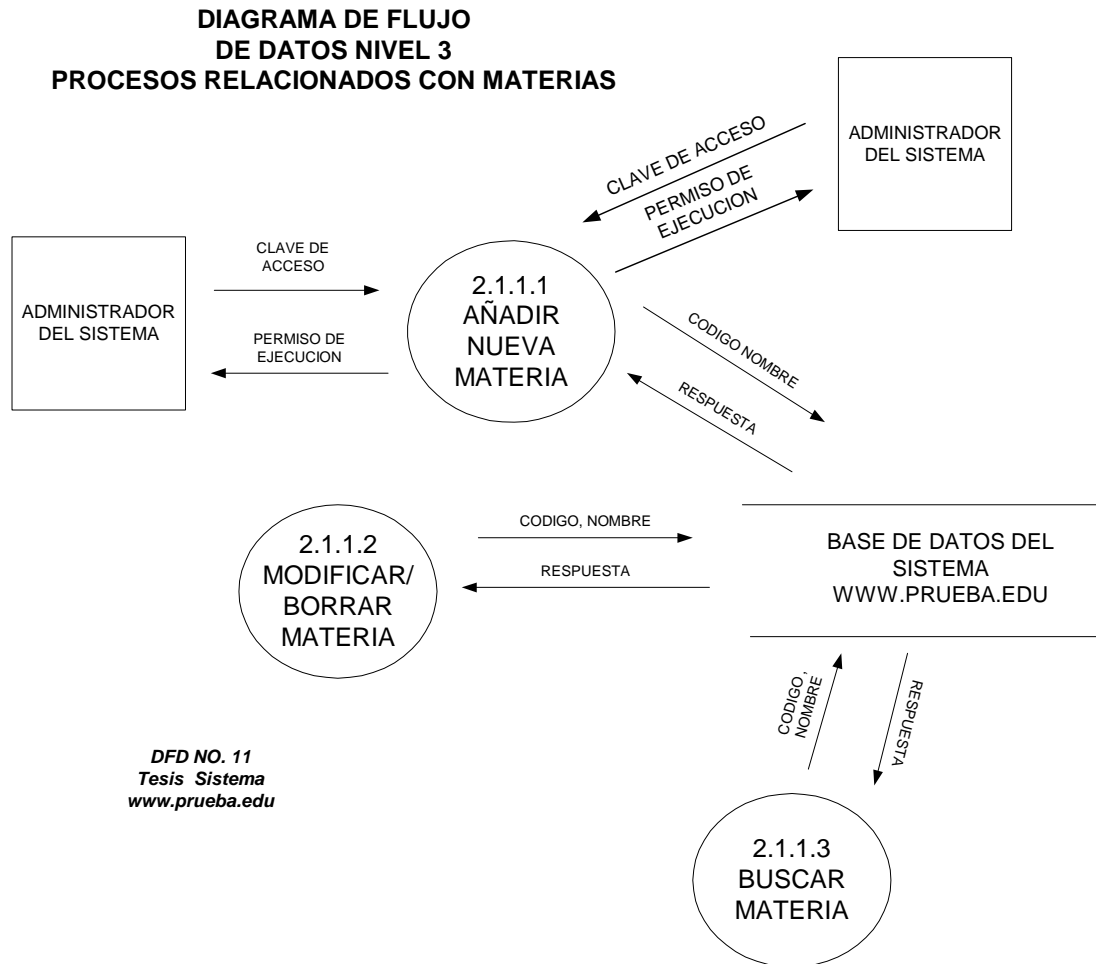 DIAGRAMA DE FLUJO
DE DATOS NIVEL 3
PROCESOS RELACIONADOS CON MATERIAS
ADMINISTRADOR
DEL SISTEMA
CLAVE DE ACCESO
PERMISO DE
EJECUCION
ADMINISTRADOR
DEL SISTEMA
CLAVE DE
ACCESO
PERMISO DE
EJECUCION
2.1.1.1
AÑADIR
NUEVA
MATERIA
CODIGO NOMBRE
RESPUESTA
2.1.1.2
MODIFICAR/
BORRAR
MATERIA
CODIGO, NOMBRE
RESPUESTA
BASE DE DATOS DEL
SISTEMA
WWW.PRUEBA.EDU
CODIGO,
NOMBRE
RESPUESTA
DFD NO. 11
Tesis Sistema
www.prueba.edu
2.1.1.3
BUSCAR
MATERIA